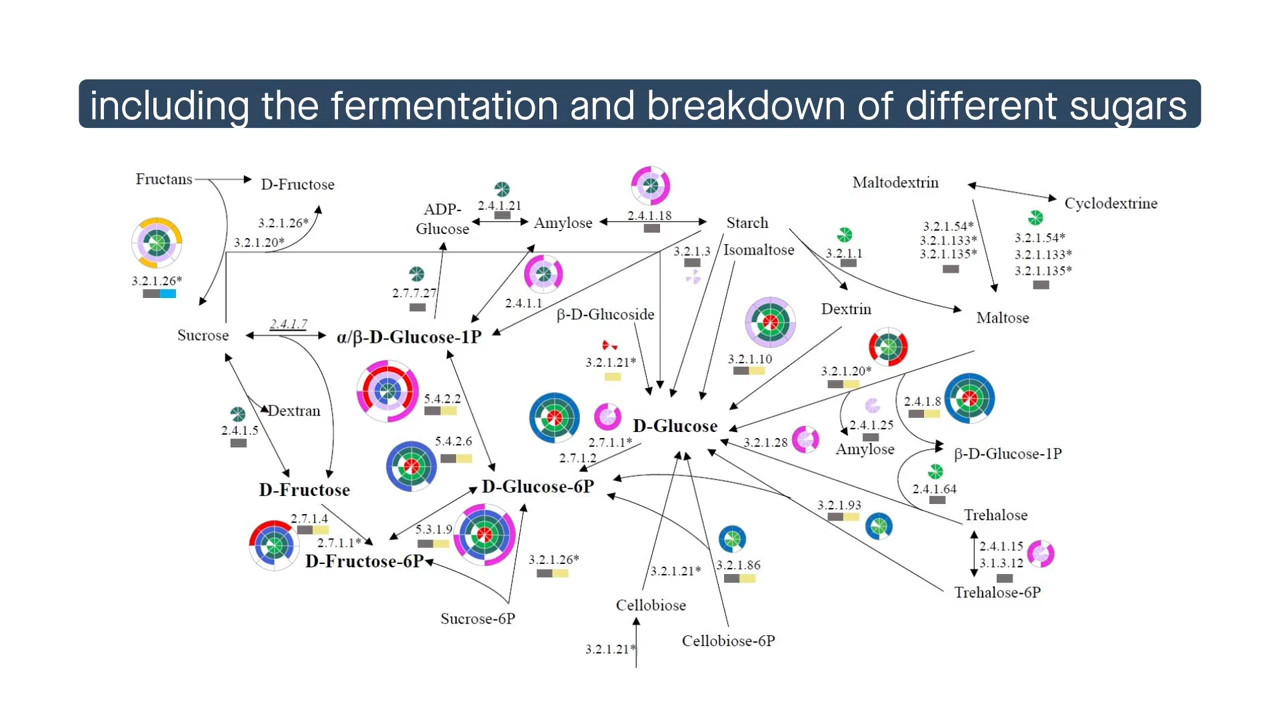 including the fermentation and breakdown of different sugars
Fructans
D-Fructose
3.2.1.26*
3.2.1.20*
3.2.1.26*
Sucrose
2.4.1.7
α/β-D-Glucose-1P
ADP-
Glucose
2.4.1.21
Amylose
2.4.1.18
Starch
Isomaltose
2.7.7.27
2.4.1.1
3.2.1.3
β-D-Glucoside
3.2.1.21*
Maltodextrin
Cyclodextrine
3.2.1.54*
3.2.1.133*
3.2.1.135*
3.2.1.54*
3.2.1.133*
3.2.1.135*
3.2.1.1
Dextrin
Maltose
3.2.1.10
3.2.1.20*
2.4.1.8
2.4.1.25
Amylose
β-D-Glucose-1P
2.4.1.64
Dextran
2.4.1.5
5.4.2.2
5.4.2.6
D-Glucose
2.7.1.1*
2.7.1.2
3.2.1.28
D-Fructose
D-Glucose-6P
2.7.1.4
2.7.1.1*
D-Fructose-6P
5.3.1.9
3.2.1.26*
Sucrose-6P
3.2.1.93
Trehalose
2.4.1.15
3.1.3.12
Trehalose-6P
3.2.1.86
3.2.1.21*
Cellobiose
Cellobiose-6P
3.2.1.21*